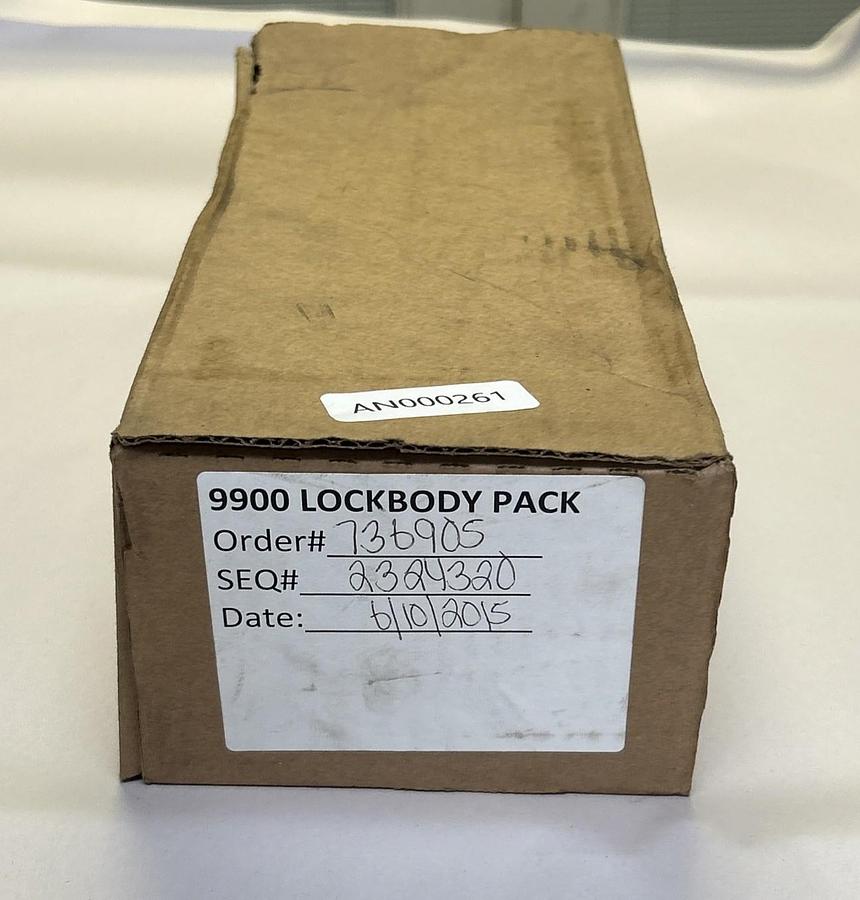 AN000261
9900 LOCKBODY PACK
Order# 736905
SEQ# 2324320
Date: 6/10/2015